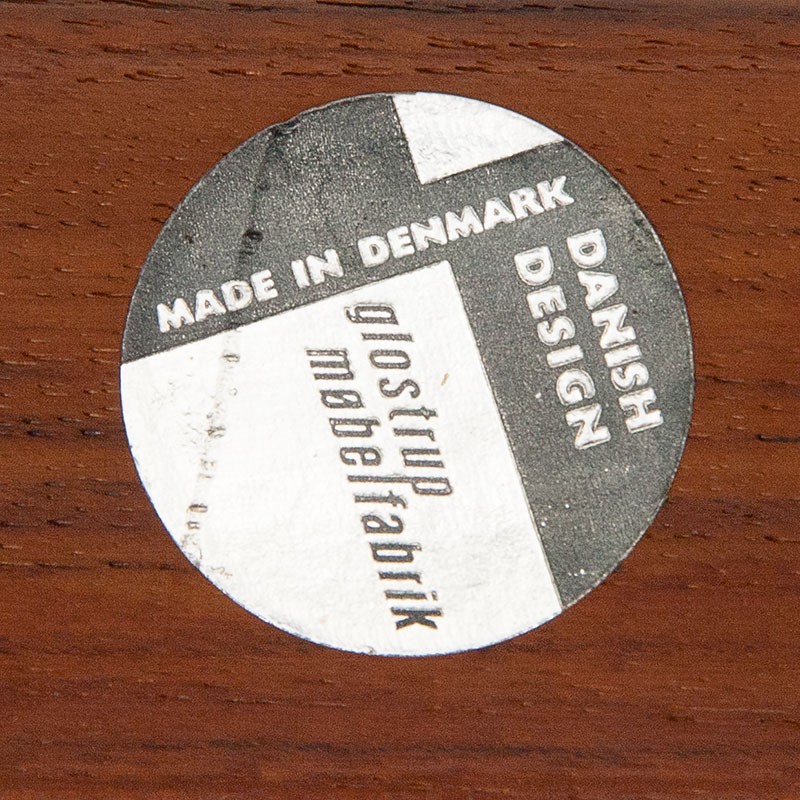 MADE IN DENMARK
DANISH
DESIGN
glostrup
møbelfabrik